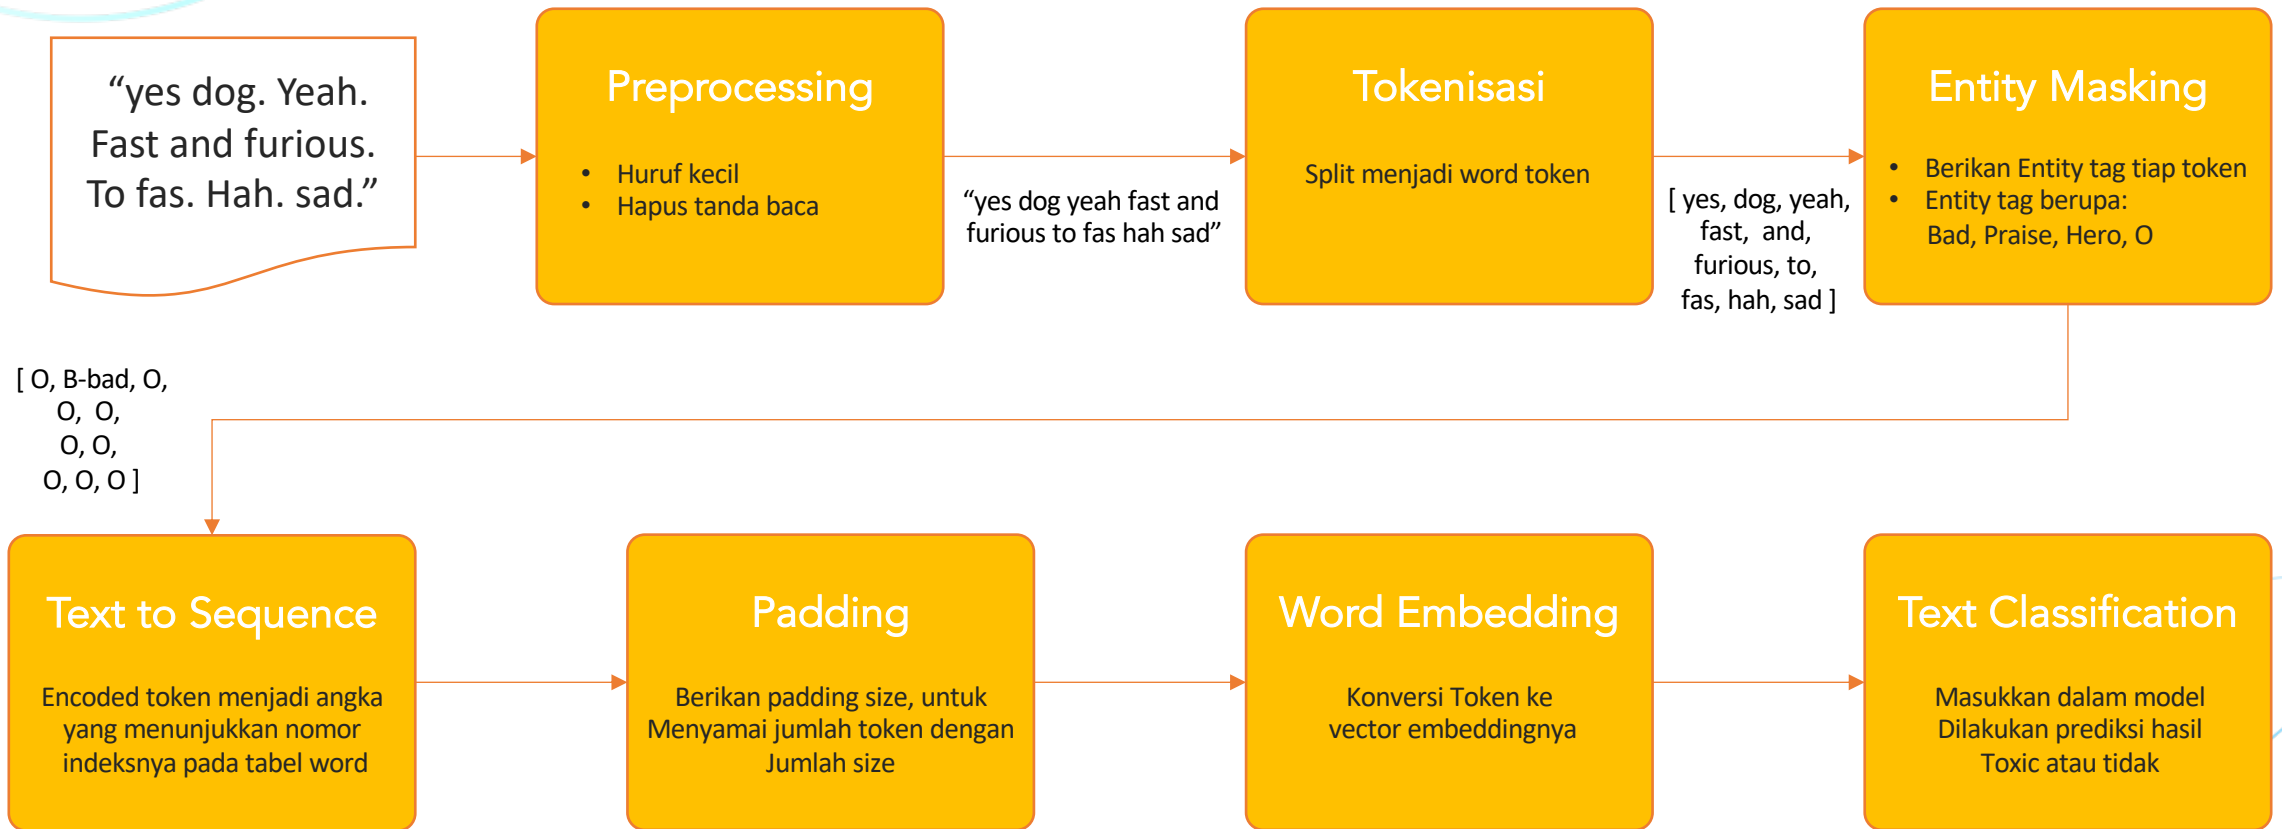 “yes dog. Yeah.
Fast and furious.
To fas. Hah. sad.”
Preprocessing
• Huruf kecil
• Hapus tanda baca
“yes dog yeah fast and
furious to fas hah sad”
Tokenisasi
Split menjadi word token
[ yes, dog, yeah,
fast, and,
furious, to,
fas, hah, sad ]
Entity Masking
• Berikan Entity tag tiap token
• Entity tag berupa:
Bad, Praise, Hero, O
[ O, B-bad, O,
O, O,
O, O,
O, O, O ]
Text to Sequence
Encoded token menjadi angka
yang menunjukkan nomor
indeksnya pada tabel word
Padding
Berikan padding size, untuk
Menyamai jumlah token dengan
Jumlah size
Word Embedding
Konversi Token ke
vector embeddingnya
Text Classification
Masukkan dalam model
Dilakukan prediksi hasil
Toxic atau tidak